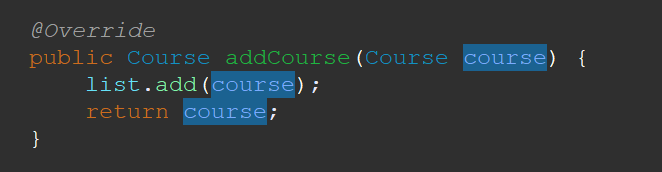 @Override
public Course addCourse(Course course) {
    list.add(course);
    return course;
}